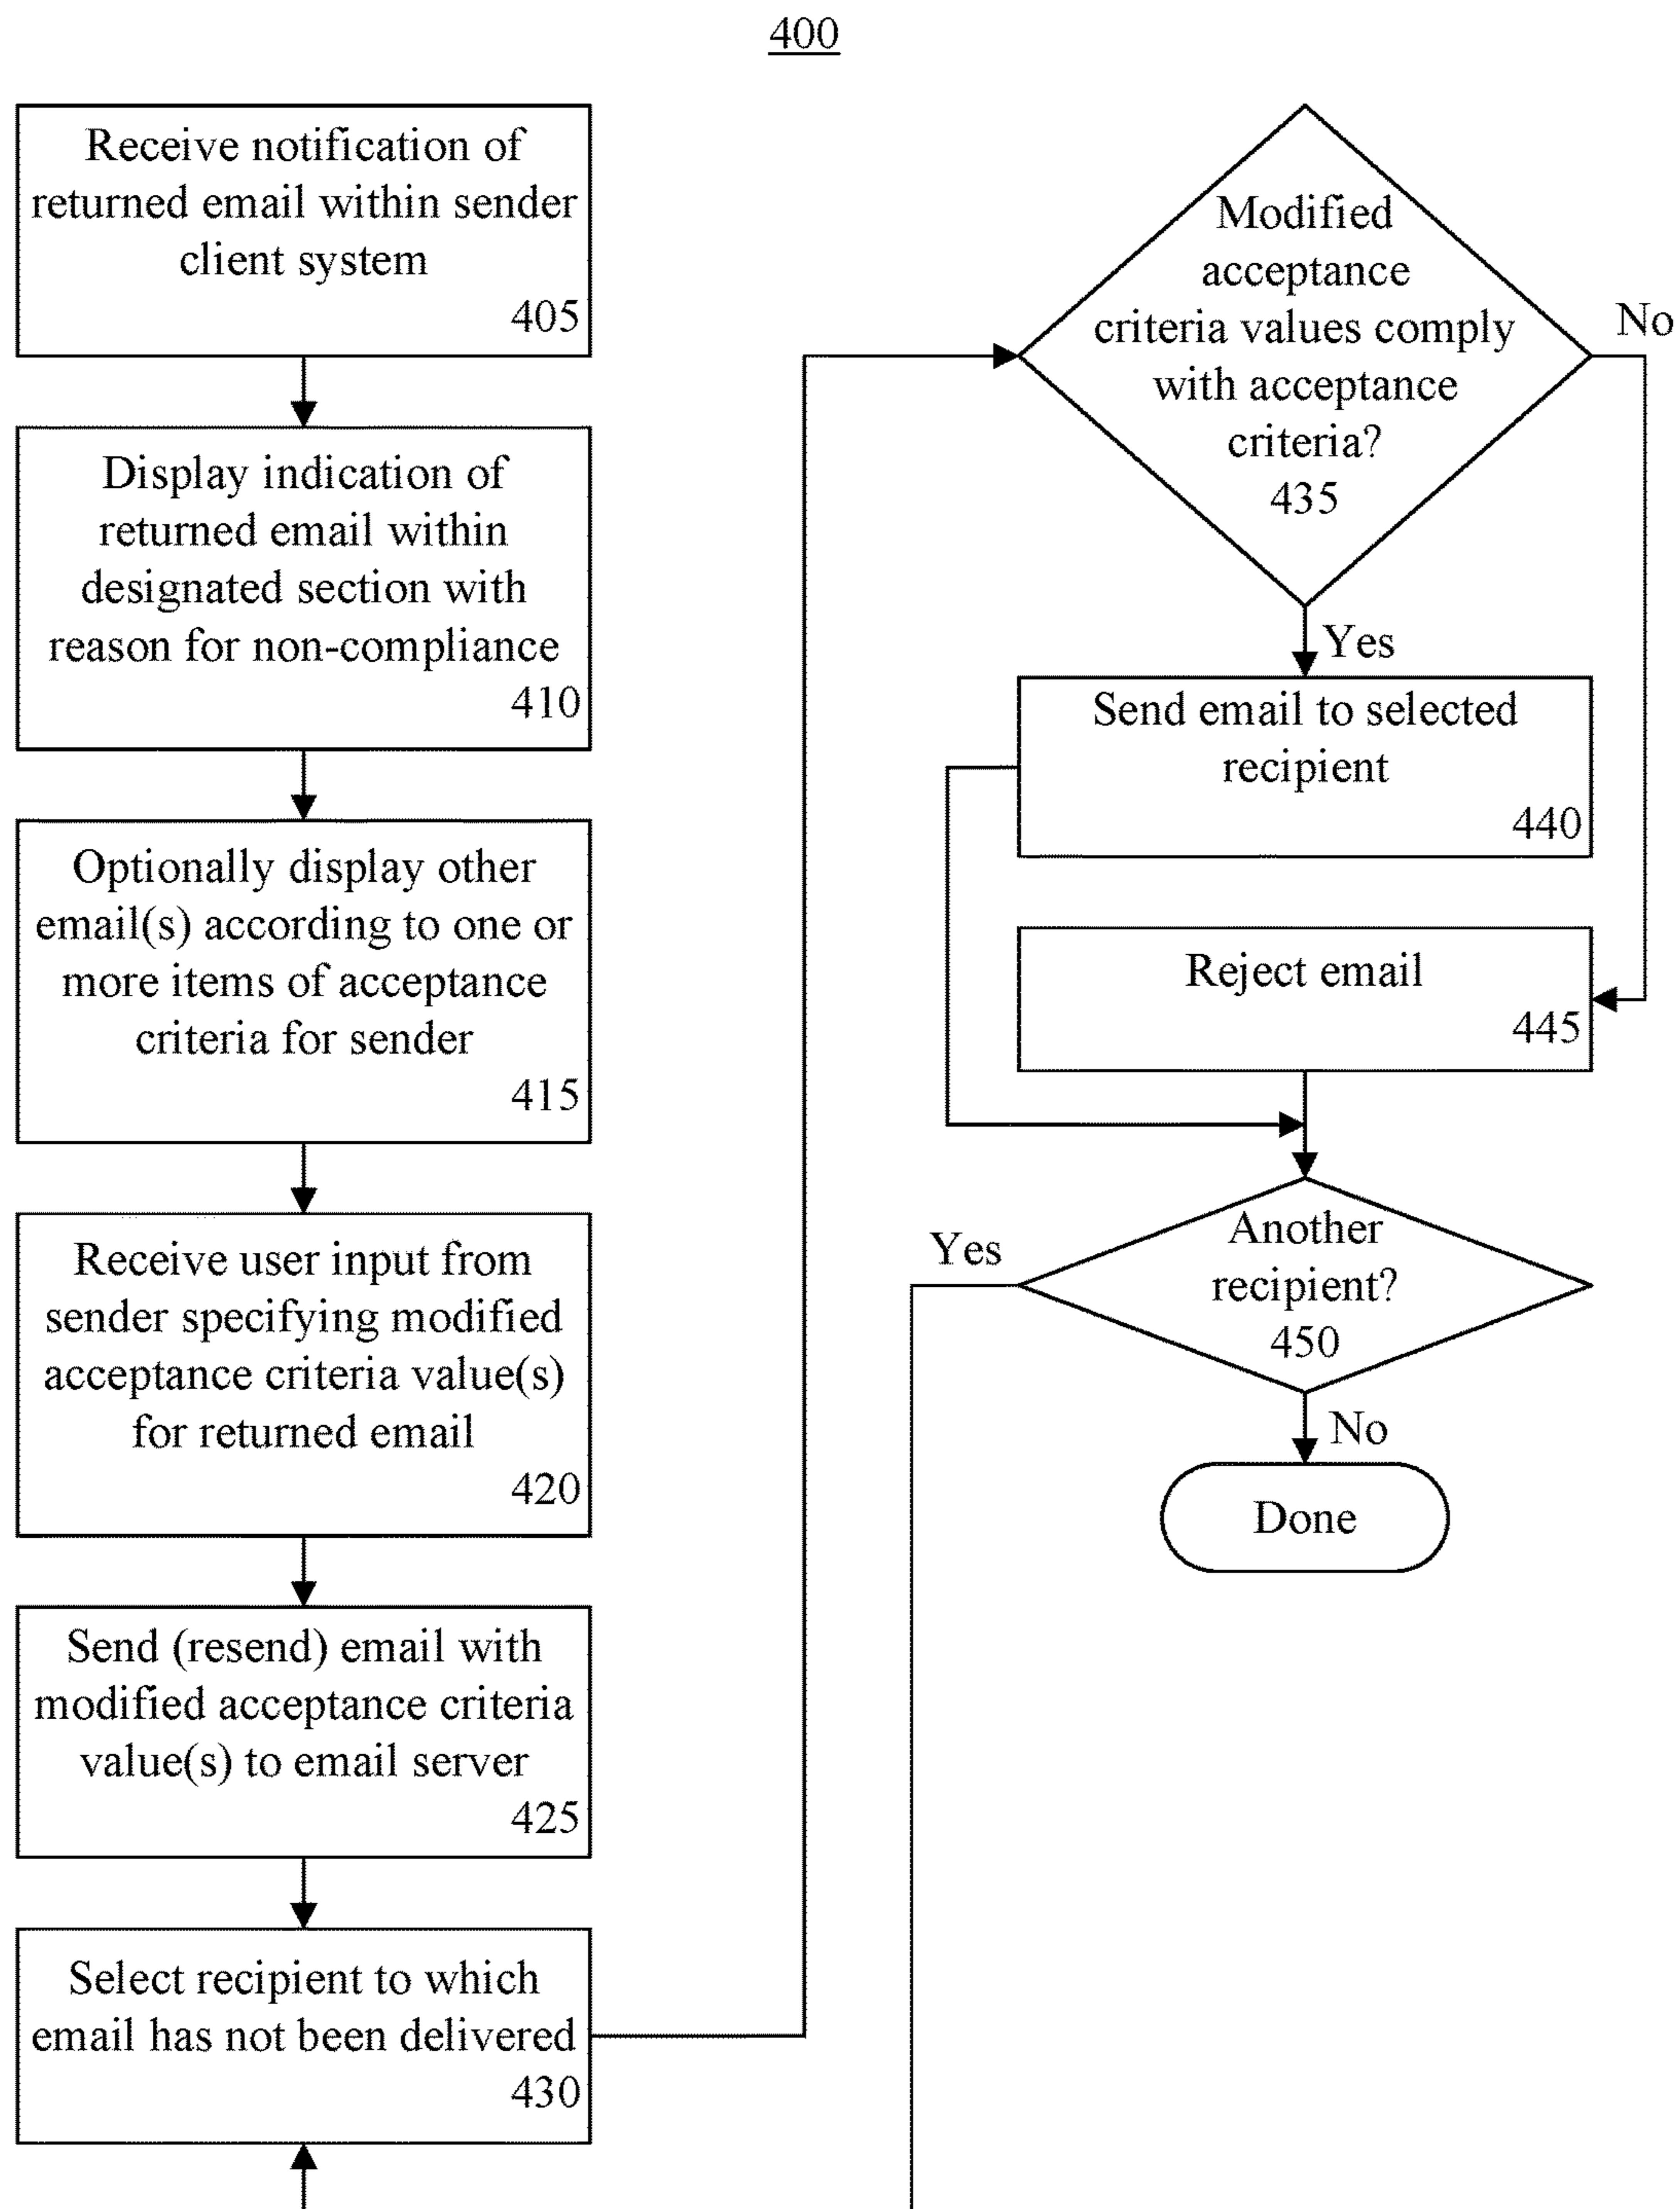 400
Receive notification of
returned email within sender
client system
405
Display indication of
returned email within
designated section with
reason for non-compliance
410
Optionally display other
email(s) according to one or
more items of acceptance
criteria for sender
415
Receive user input from
sender specifying modified
acceptance criteria value(s)
for returned email
420
Send (resend) email with
modified acceptance criteria
value(s) to email server
425
Select recipient to which
email has not been delivered
430
Modified
acceptance
criteria values comply
with acceptance
criteria?
435
No
Yes
Send email to selected
recipient
440
Reject email
445
Another
recipient?
450
Yes
No
Done